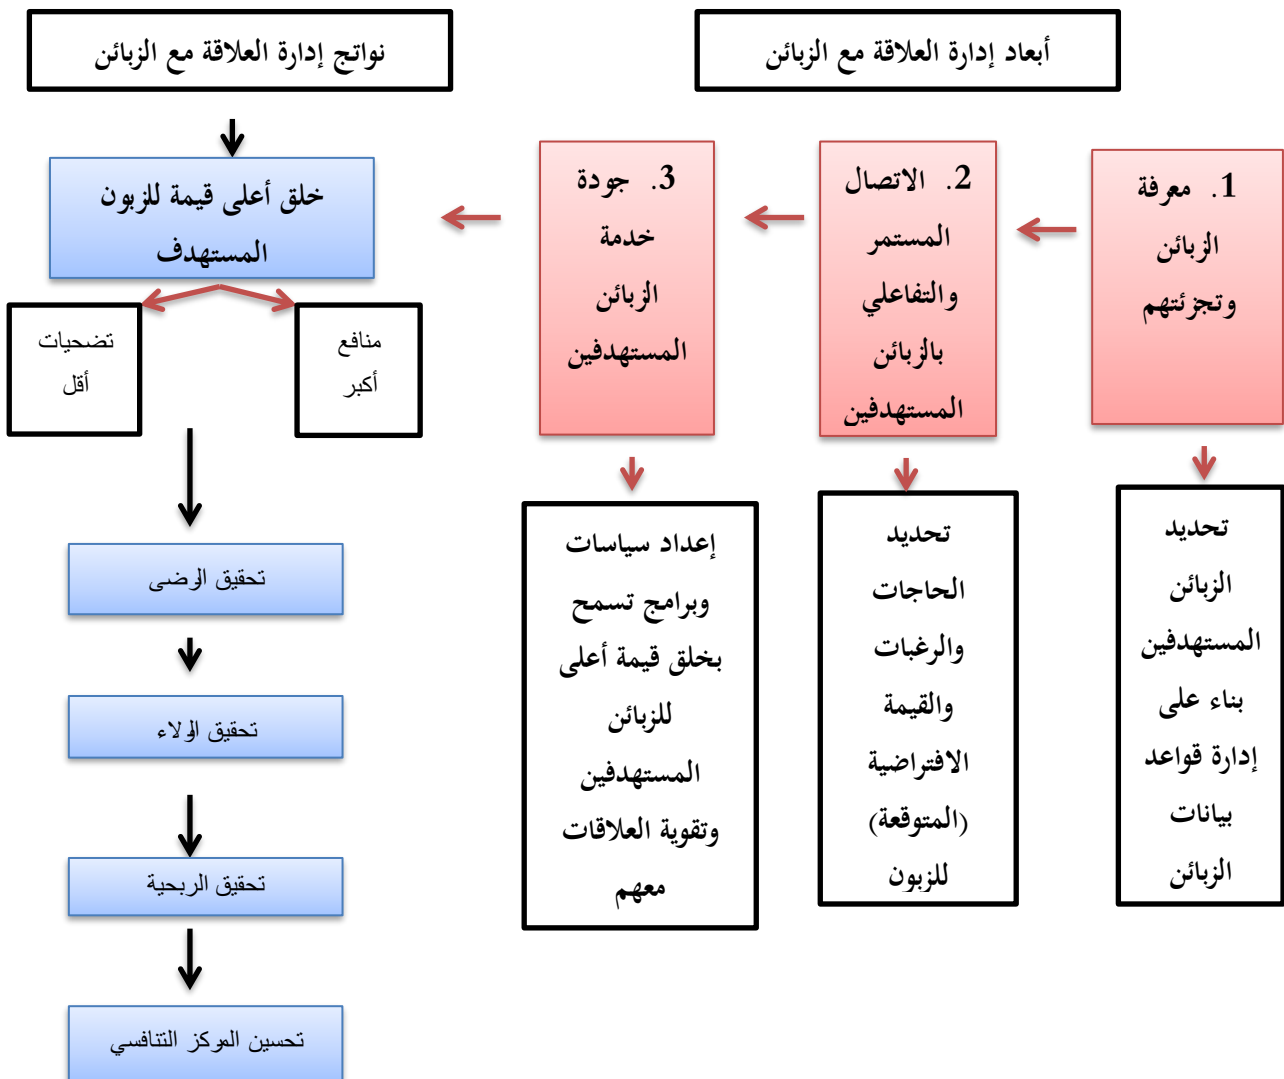 أبعاد إدارة العلاقة مع الزبائن
نواتج إدارة العلاقة مع الزبائن
1. معرفة
الزبائن
وتجزئتهم
2. الاتصال
المستمر
والتفاعلي
بالزبائن
المستهدفين
3. جودة
خدمة
الزبائن
المستهدفين
خلق أعلى قيمة للزبون
المستهدف
منافع
أكبر
تضحيات
أقل
تحديد
الزبائن
المستهدفين
بناء على
إدارة قواعد
بيانات
الزبائن
تحديد
الحاجات
والرغبات
والقيمة
الافتراضية
(المتوقعة)
للزبون
إعداد سياسات
وبرامج تسمح
بخلق قيمة أعلى
للزبائن
المستهدفين
وتقوية العلاقات
معهم
تحقيق الرضى
تحقيق الولاء
تحقيق الربحية
تحسين المركز التنافسي